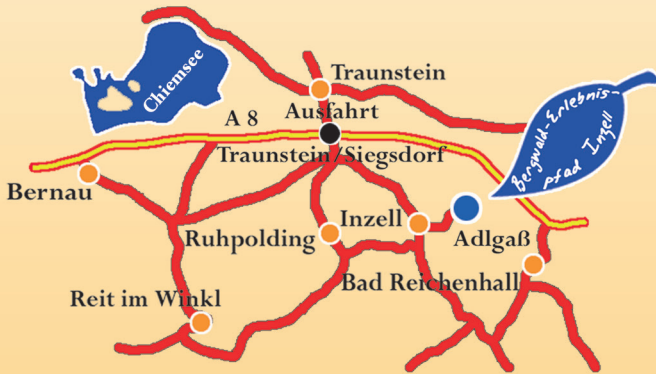 Chiemsee
Traunstein
A 8
Ausfahrt
Traunstein/Siegsdorf
Bergwald-Erlebnis-
pfad Inzell
Bernau
Ruhpolding
Inzell
Adlgaß
Bad Reichenhall
Reit im Winkl